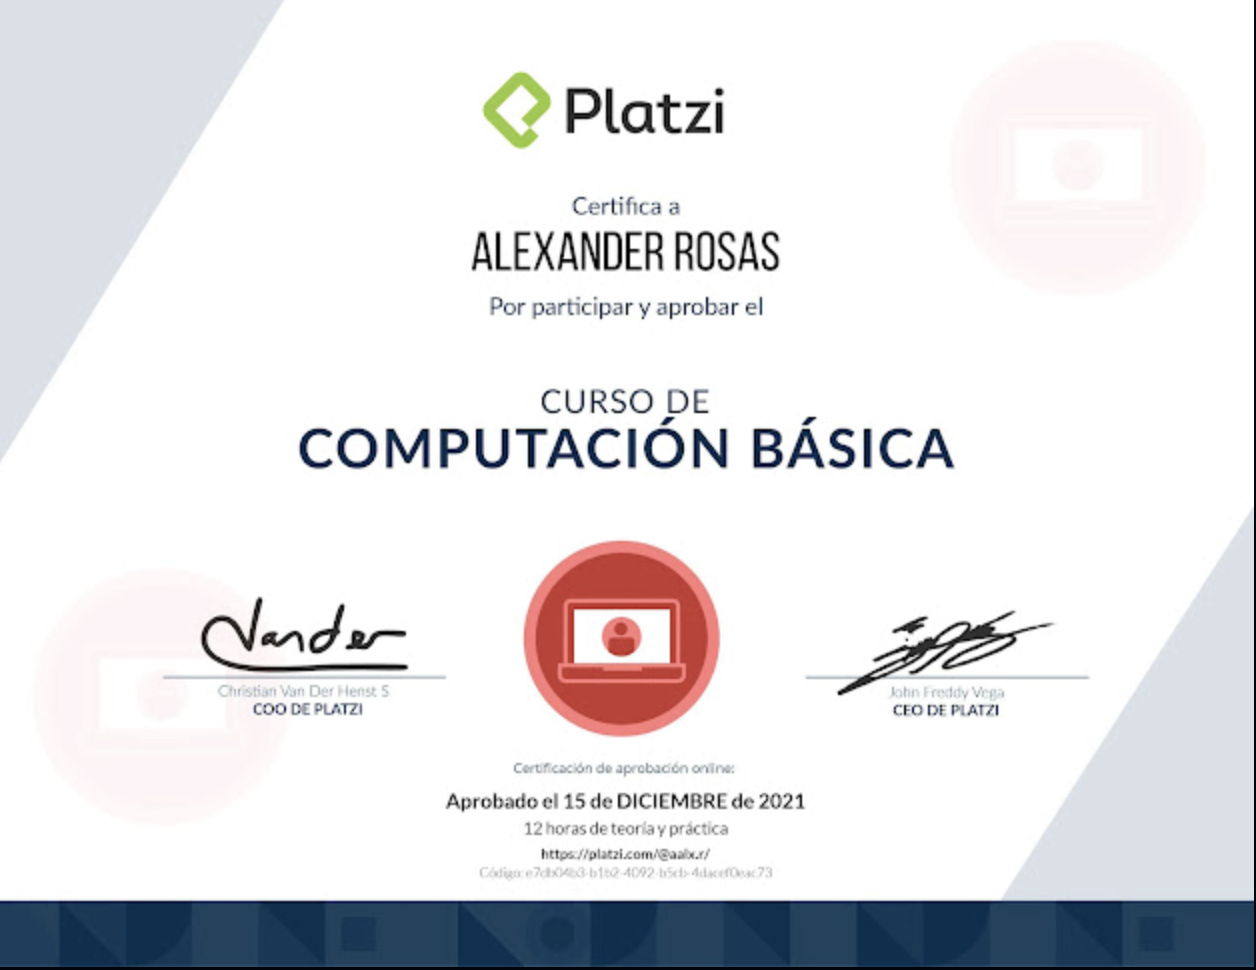 Platzi
Certifica a
ALEXANDER ROSAS
Por participar y aprobar el
CURSO DE
COMPUTACIÓN BÁSICA
Vander
Christian Van Der Henst S
COO DE PLATZI
John Freddy Vega
CEO DE PLATZI
Certificación de aprobación online:
Aprobado el 15 de DICIEMBRE de 2021
12 horas de teoría y práctica
https://platzi.com/@aalx.r/
Código: e7db04b3-b1b2-4092-b5cb-4dacef0eac73